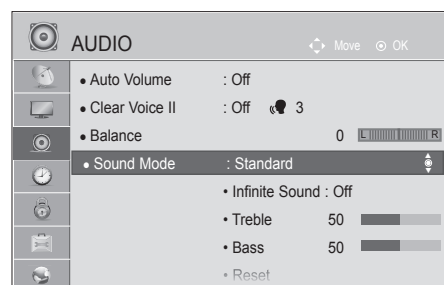 AUDIO
Move OK
• Auto Volume : Off
• Clear Voice II : Off 3
• Balance 0 L R
• Sound Mode : Standard
• Infinite Sound : Off
• Treble 50
• Bass 50
• Reset